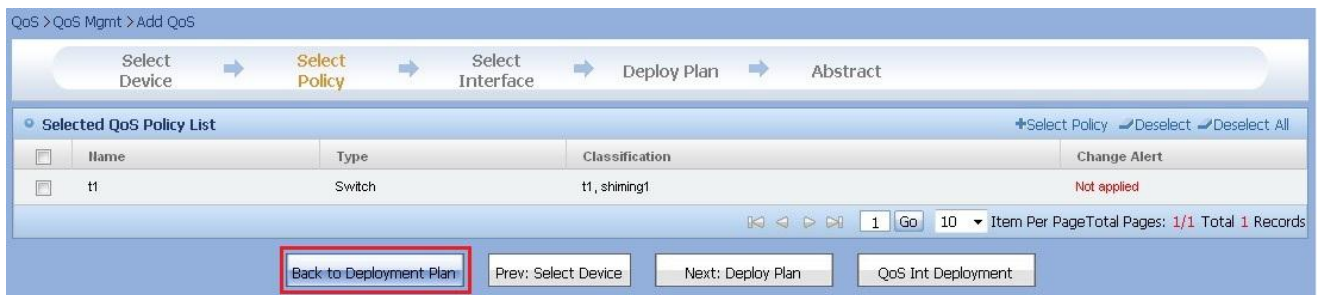 QoS >QoS Mgmt >Add QoS
Select Device
Select Policy
Select Interface
Deploy Plan
Abstract
Selected QoS Policy List
Select Policy Deselect Deselect All
Name Type Classification Change Alert
t1 Switch t1, shining1 Not applied
1 Go 10 Item Per PageTotal Pages: 1/1 Total 1 Records
Back to Deployment Plan Prev: Select Device Next: Deploy Plan QoS Int Deployment